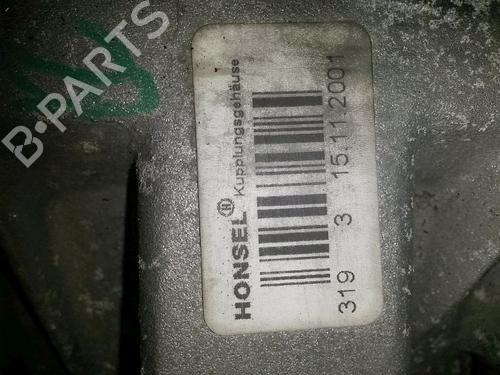 B-PARTS
HONSEL H
Kupplungsgehäuse
319 3 15.11.2001